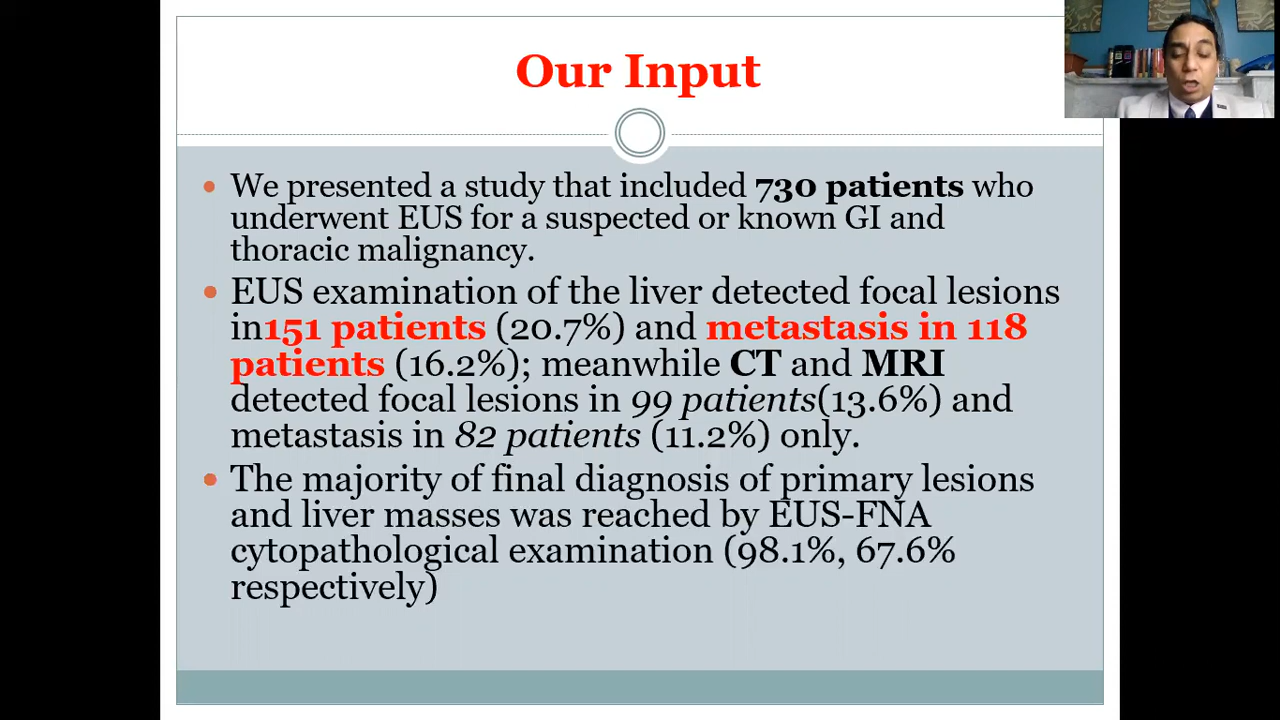 Our Input
• We presented a study that included 730 patients who
underwent EUS for a suspected or known GI and
thoracic malignancy.
• EUS examination of the liver detected focal lesions
in151 patients (20.7%) and metastasis in 118
patients (16.2%); meanwhile CT and MRI
detected focal lesions in 99 patients(13.6%) and
metastasis in 82 patients (11.2%) only.
• The majority of final diagnosis of primary lesions
and liver masses was reached by EUS-FNA
cytopathological examination (98.1%, 67.6%
respectively)